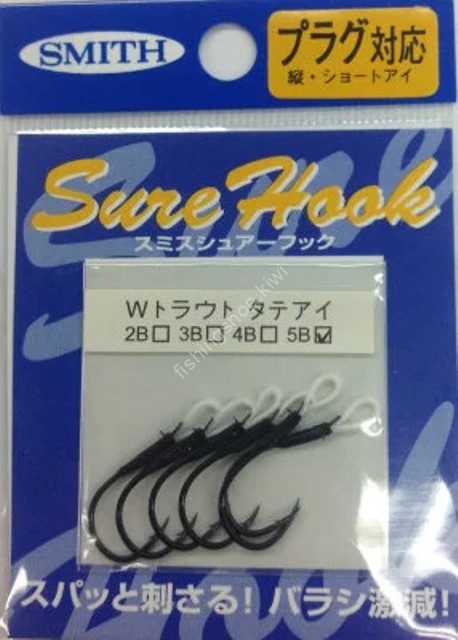 SMITH
プラグ対応
縦・ショートアイ
Sure Hook
スミスシュアーフック
Wトラウト タテアイ
2B□ 3B□ 4B□ 5B☑
fishingshop.kiwi
スパッと刺さる! バラシ激減!